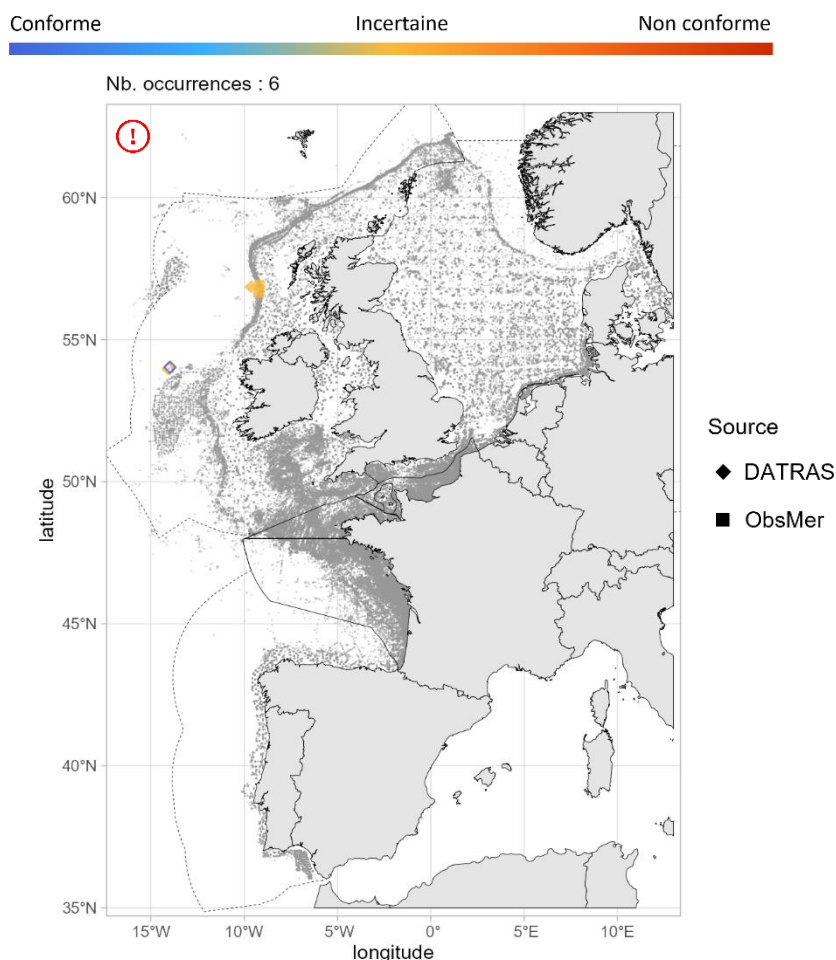 Conforme Incertaine Non conforme
Nb. occurrences : 6
!
60°N
55°N
50°N
45°N
40°N
35°N
latitude
15°W 10°W 5°W 0° 5°E 10°E
longitude
Source
DATRAS
ObsMer